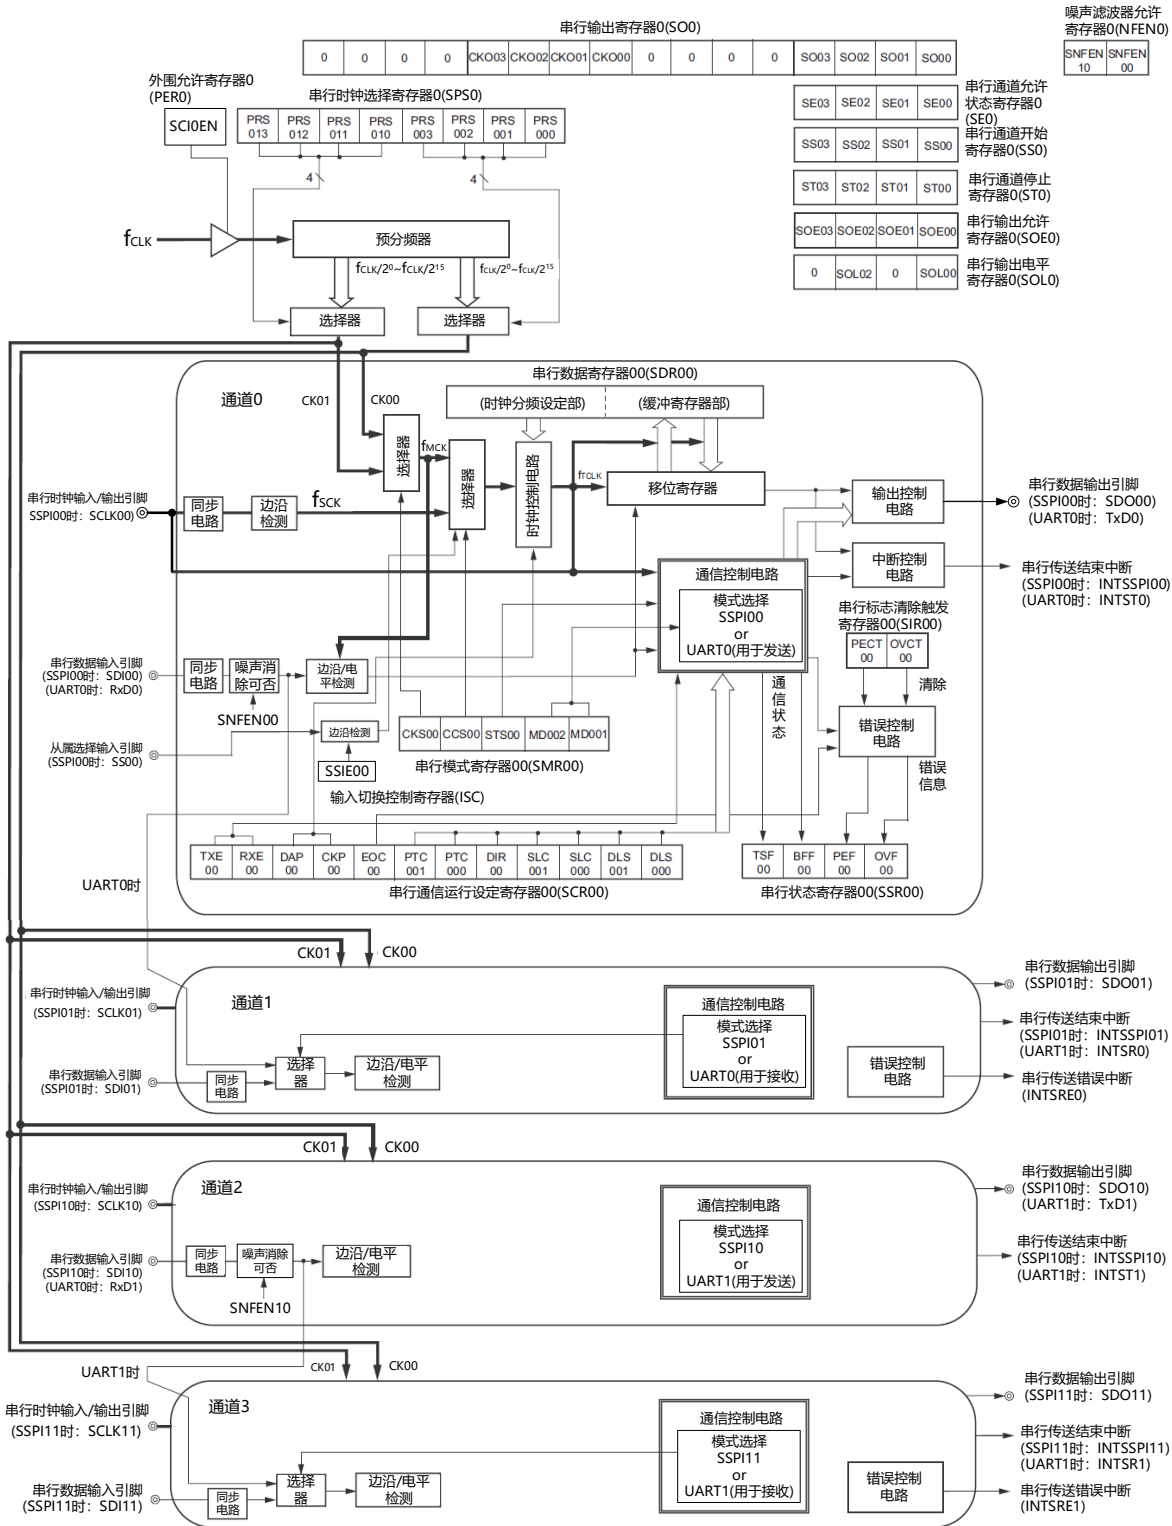 串行输出寄存器0(SO0)
0 0 0 0 CKO03 CKO02 CKO01 CKO00 0 0 0 0 SO03 SO02 SO01 SO00
噪声滤波器允许
寄存器0(NFEN0)
SNFEN 10 SNFEN 00
外围允许寄存器0
(PER0)
SCI0EN
串行时钟选择寄存器0(SPS0)
PRS 013 PRS 012 PRS 011 PRS 010 PRS 003 PRS 002 PRS 001 PRS 000
SE03 SE02 SE01 SE00
串行通道允许
状态寄存器0
(SE0)
SS03 SS02 SS01 SS00
串行通道开始
寄存器0(SS0)
ST03 ST02 ST01 ST00
串行通道停止
寄存器0(ST0)
SOE03 SOE02 SOE01 SOE00
串行输出允许
寄存器0(SOE0)
0 SOL02 0 SOL00
串行输出电平
寄存器0(SOL0)
4
4
fCLK
预分频器
fCLK/2⁰~fCLK/2¹⁵
fCLK/2⁰~fCLK/2¹⁵
选择器
选择器
通道0
CK01
CK00
串行数据寄存器00(SDR00)
(时钟分频设定部)
(缓冲寄存器部)
选择器
fMCK
选择器
时钟控制电路
fTCLK
移位寄存器
输出控制
电路
串行数据输出引脚
(SSPI00时: SDO00)
(UART0时: TxD0)
串行时钟输入/输出引脚
SSPI00时: SCLK00)
同步
电路
边沿
检测
fSCK
通信控制电路
模式选择
SSPI00
or
UART0(用于发送)
中断控制
电路
串行传送结束中断
(SSPI00时: INTSSPI00)
(UART0时: INTST0)
串行标志清除触发
寄存器00(SIR00)
PECT 00 OVCT 00
清除
串行数据输入引脚
(SSPI00时: SDI00)
(UART0时: RxD0)
同步
电路
噪声消
除可否
边沿/电
平检测
SNFEN00
通信状态
错误控制
电路
错误
信息
从属选择输入引脚
(SSPI00时: SS00)
边沿检测
SSIE00
输入切换控制寄存器(ISC)
CKS00 CCS00 STS00 MD002 MD001
串行模式寄存器00(SMR00)
TXE 00 RXE 00 DAP 00 CKP 00 EOC 00 PTC 001 PTC 000 DIR 00 SLC 001 SLC 000 DLS 001 DLS 000
串行通信运行设定寄存器00(SCR00)
TSF 00 BFF 00 PEF 00 OVF 00
串行状态寄存器00(SSR00)
UART0时
CK01
CK00
通道1
串行时钟输入/输出引脚
(SSPI01时: SCLK01)
串行数据输入引脚
(SSPI01时: SDI01)
同步
电路
选择
器
边沿/电平
检测
通信控制电路
模式选择
SSPI01
or
UART0(用于接收)
错误控制
电路
串行数据输出引脚
(SSPI01时: SDO01)
串行传送结束中断
(SSPI01时: INTSSPI01)
(UART1时: INTSR0)
串行传送错误中断
(INTSRE0)
CK01
CK00
通道2
串行时钟输入/输出引脚
(SSPI10时: SCLK10)
串行数据输入引脚
(SSPI10时: SDI10)
(UART0时: RxD1)
同步
电路
噪声消除
可否
边沿/电平
检测
SNFEN10
通信控制电路
模式选择
SSPI10
or
UART1(用于发送)
串行数据输出引脚
(SSPI10时: SDO10)
(UART1时: TxD1)
串行传送结束中断
(SSPI10时: INTSSPI10)
(UART1时: INTST1)
UART1时
CK01
CK00
通道3
串行时钟输入/输出引脚
(SSPI11时: SCLK11)
串行数据输入引脚
(SSPI11时: SDI11)
同步
电路
选择
器
边沿/电平
检测
通信控制电路
模式选择
SSPI11
or
UART1(用于接收)
错误控制
电路
串行数据输出引脚
(SSPI11时: SDO11)
串行传送结束中断
(SSPI11时: INTSSPI11)
(UART1时: INTSR1)
串行传送错误中断
(INTSRE1)